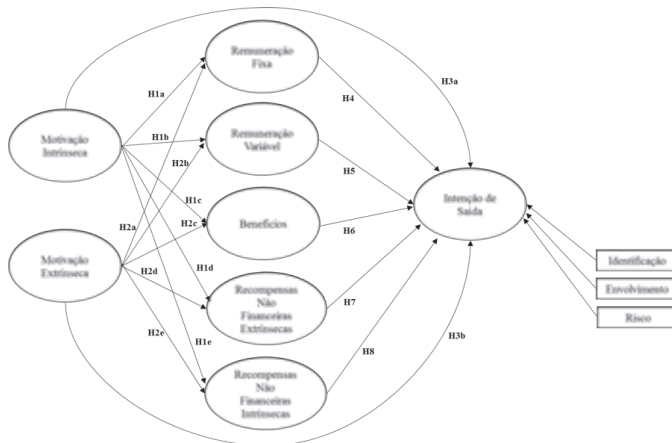 Remuneração
Fixa
H3a
H1a
H4
Motivação
Intrínseca
H1b
Remuneração
Variável
H2b
H5
H1c
Intenção de
Saída
H2a
H2c
Benefícios
H6
Motivação
Extrínseca
H2d
H1d
Recompensas
Não
Financeiras
Extrínsecas
H7
Identificação
Envolvimento
Risco
H2e
H1e
H8
H3b
Recompensas
Não
Financeiras
Intrínsecas